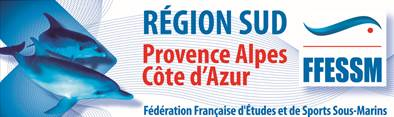 RÉGION SUD
Provence Alpes
Côte d'Azur
FFESSM
Fédération Française d'Études et de Sports Sous-Marins